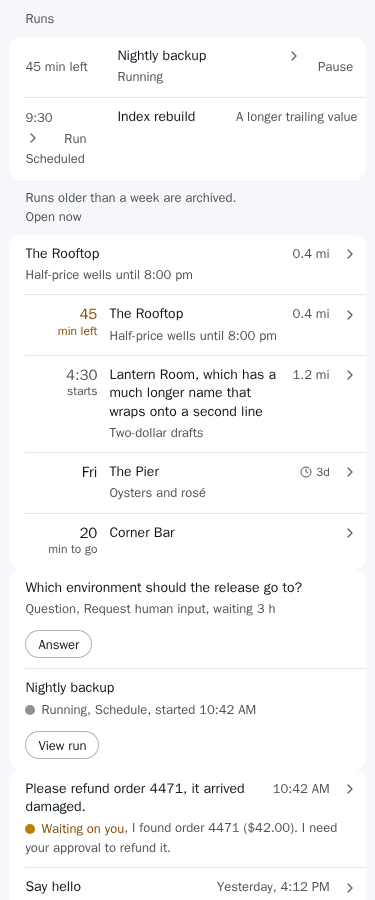 Runs
45 min left Nightly backup Pause
Running
9:30 Index rebuild A longer trailing value
Run
Scheduled
Runs older than a week are archived.
Open now
The Rooftop 0.4 mi
Half-price wells until 8:00 pm
45 The Rooftop 0.4 mi
min left Half-price wells until 8:00 pm
4:30 Lantern Room, which has a 1.2 mi
starts much longer name that
wraps onto a second line
Two-dollar drafts
Fri The Pier 3d
Oysters and rosé
20 Corner Bar
min to go
Which environment should the release go to?
Question, Request human input, waiting 3 h
Answer
Nightly backup
Running, Schedule, started 10:42 AM
View run
Please refund order 4471, it arrived 10:42 AM
damaged.
Waiting on you, I found order 4471 ($42.00). I need
your approval to refund it.
Say hello Yesterday, 4:12 PM